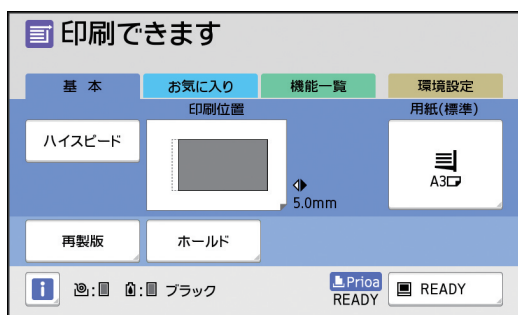 印刷できます
基 本 お気に入り 機能一覧 環境設定
印刷位置 用紙(標準)
ハイスピード
A3
5.0mm
再製版 ホールド
i : : ブラック Prioa READY READY